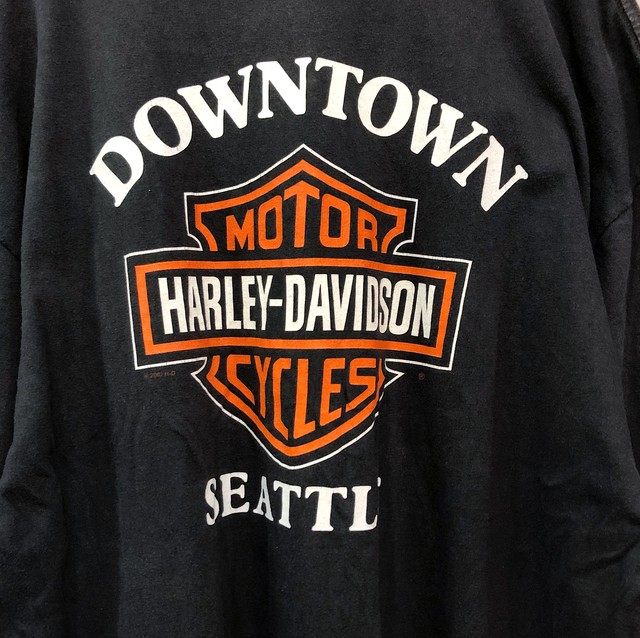 DOWNTOWN
MOTOR
HARLEY-DAVIDSON
CYCLES
®
SEATTL